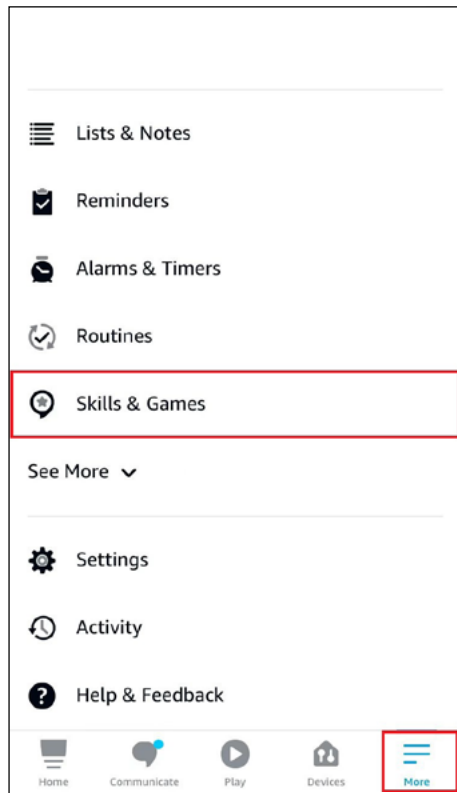 Lists & Notes
Reminders
Alarms & Timers
Routines
Skills & Games
See More
Settings
Activity
Help & Feedback
Home Communicate Play Devices More